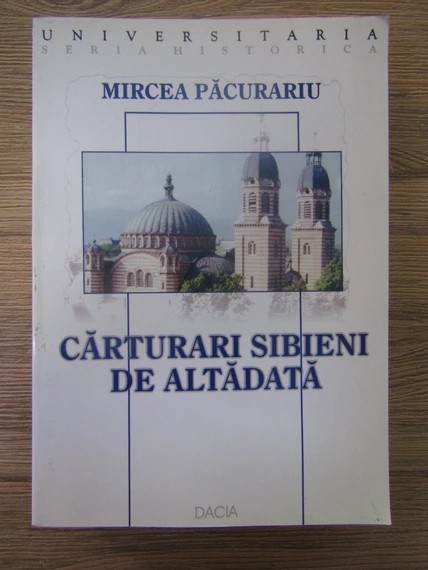 UNIVERSITARIA
SERIA HISTORICA
MIRCEA PĂCURARIU
CĂRTURARI SIBIENI
DE ALTĂDATĂ
DACIA